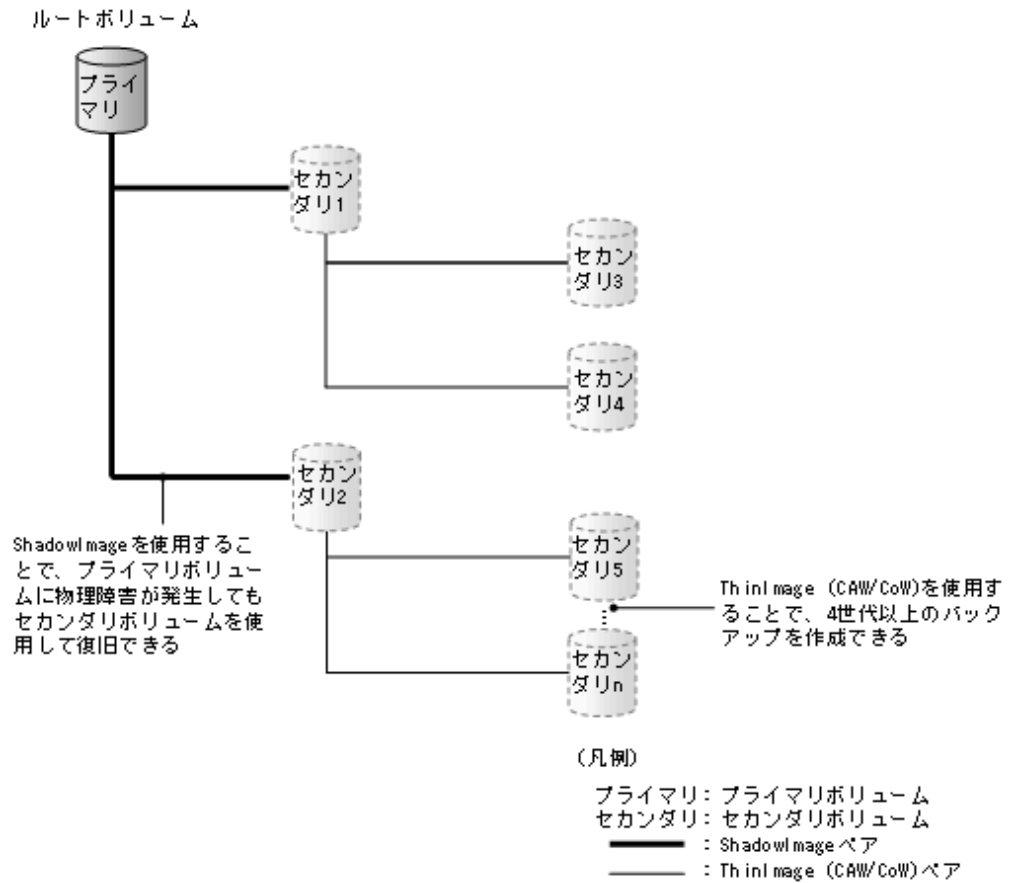 ルートボリューム
プライ
マリ
セカン
ダリ1
セカン
ダリ3
セカン
ダリ4
セカン
ダリ2
ShadowImageを使用するこ
とで、プライマリボリュー
ムに物理障害が発生しても
セカンダリボリュームを使
用して復旧できる
セカン
ダリ5
ThinImage (CAW/CoW)を使用す
ることで、4世代以上のバック
アップを作成できる
セカン
ダリn
(凡例)
プライマリ：プライマリボリューム
セカンダリ：セカンダリボリューム
：ShadowImageペア
：ThinImage (CAW/CoW)ペア